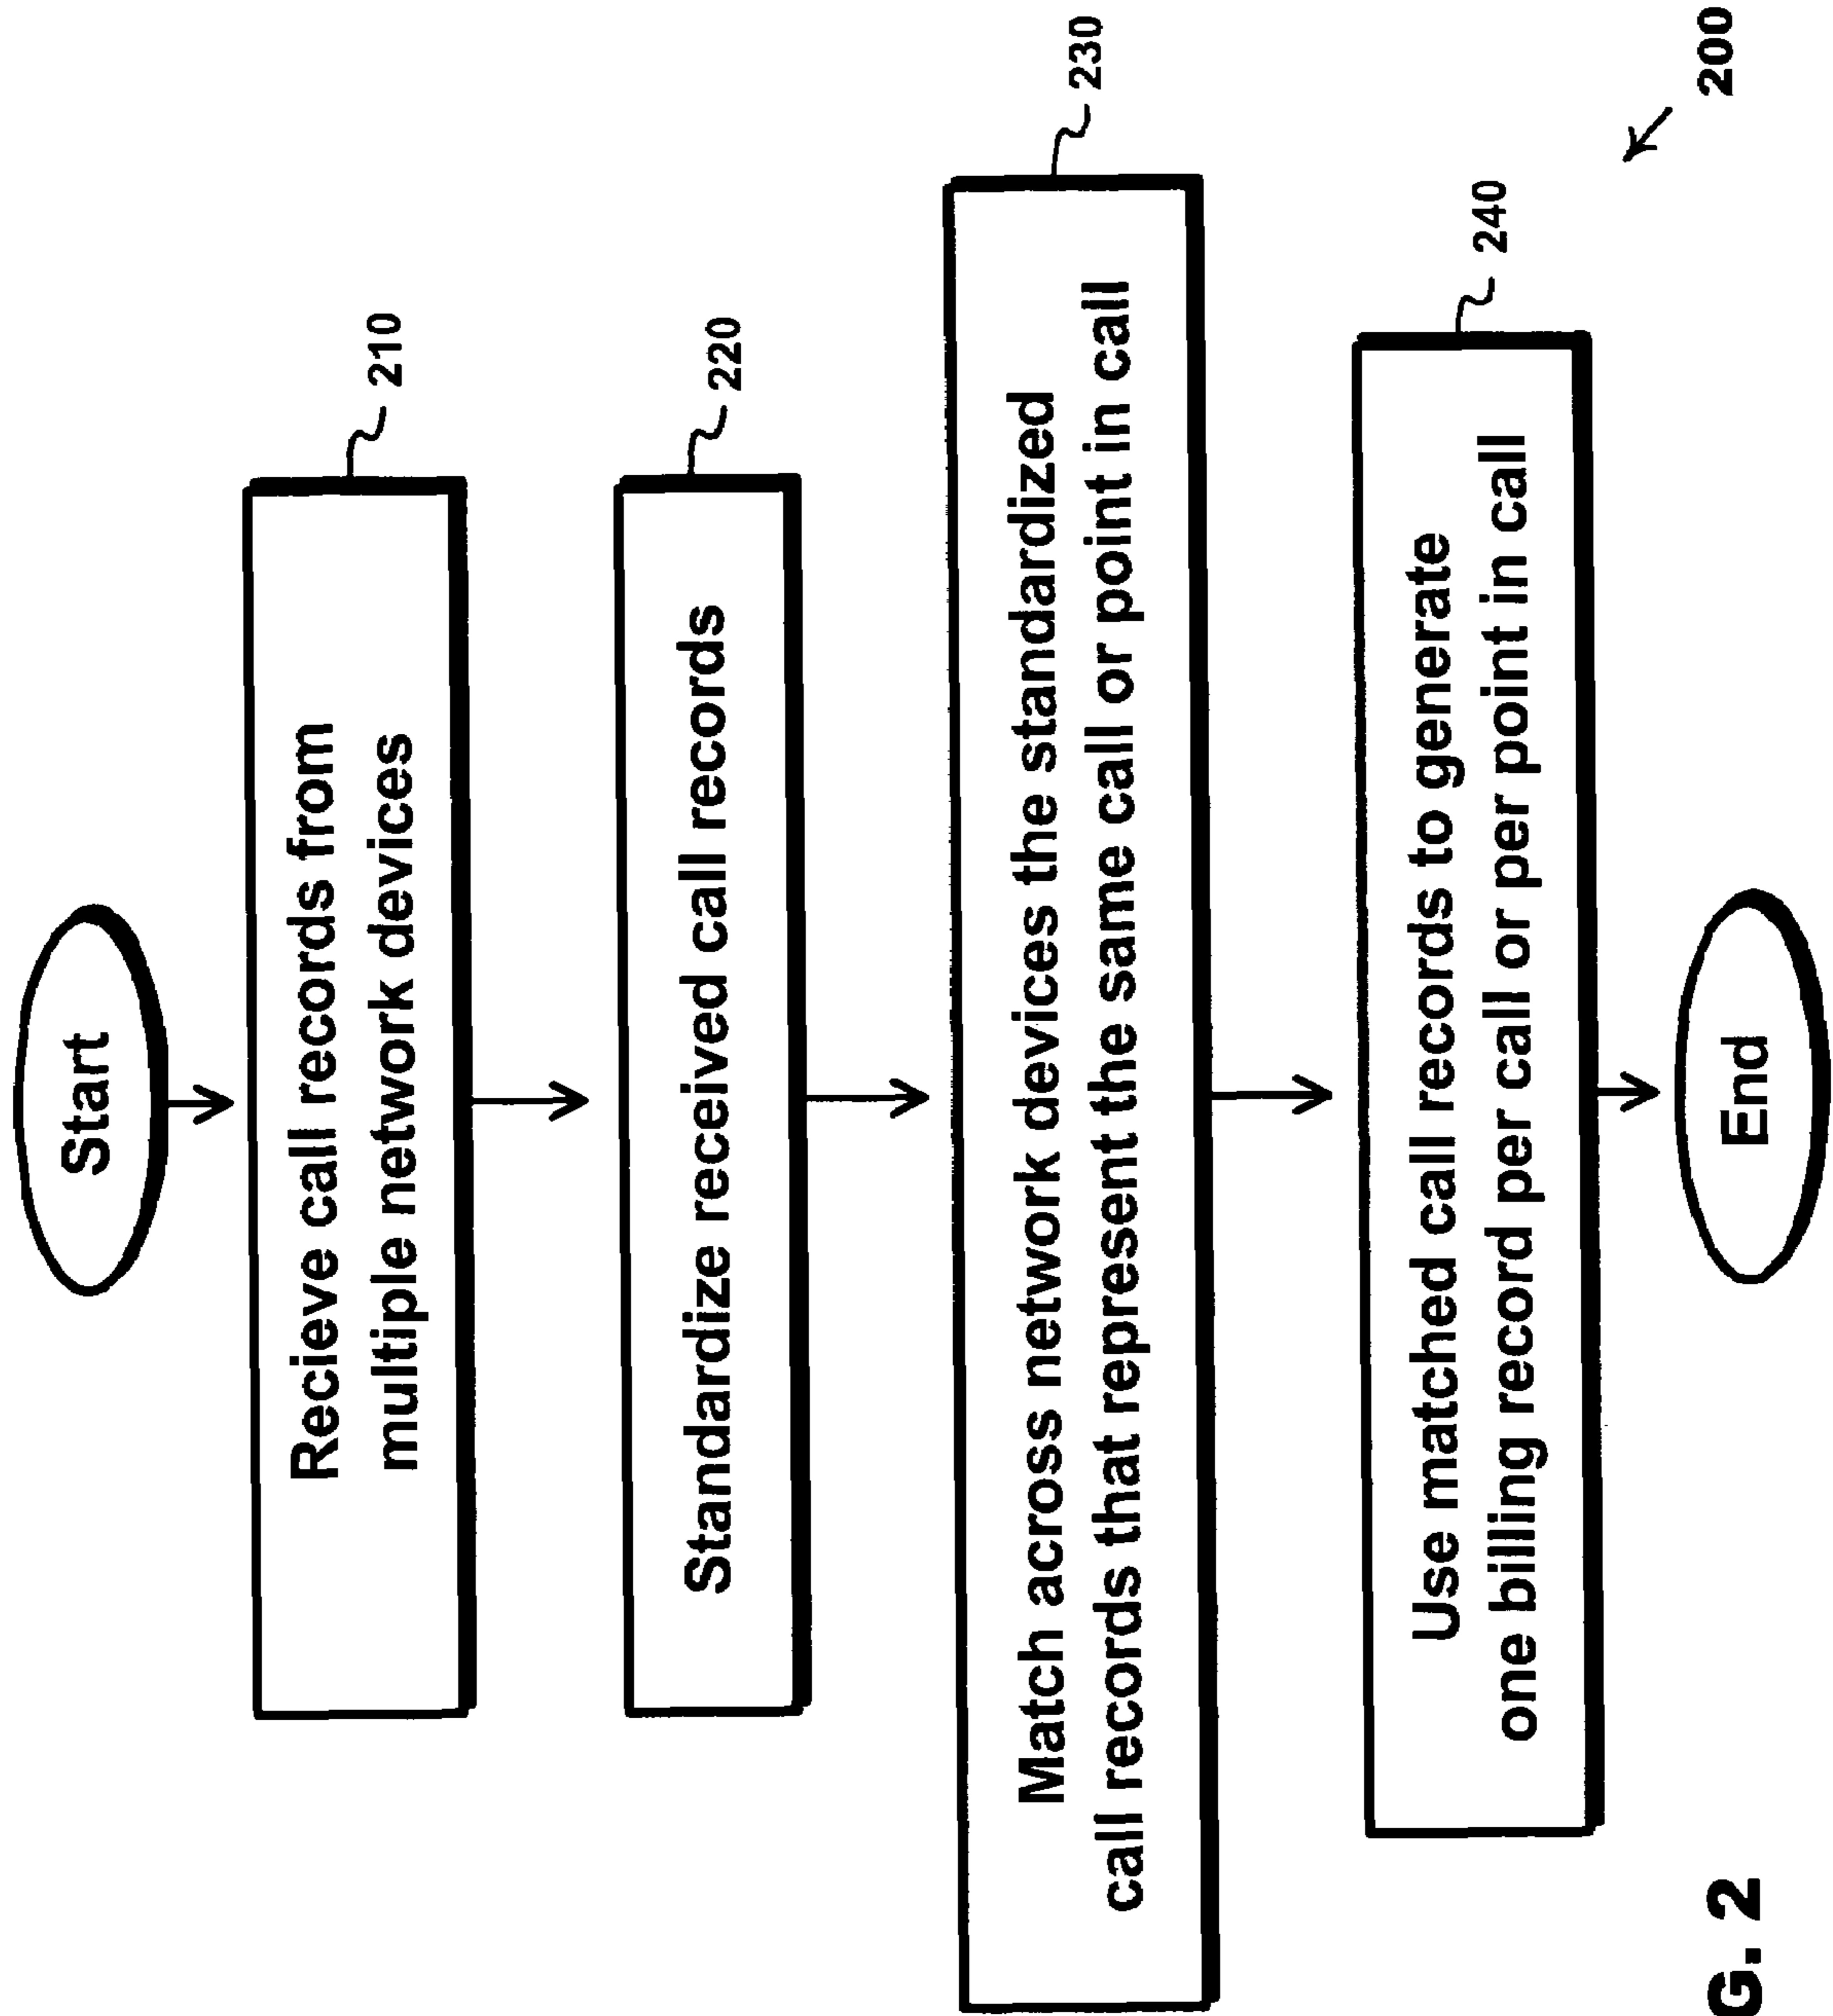 Start
Recieve call records from
multiple network devices
210
Standardize received call records
220
Match across network devices the standardized
call records that represent the same call or point in call
230
Use matched call records to generate
one billing record per call or per point in call
240
End
200
G. 2